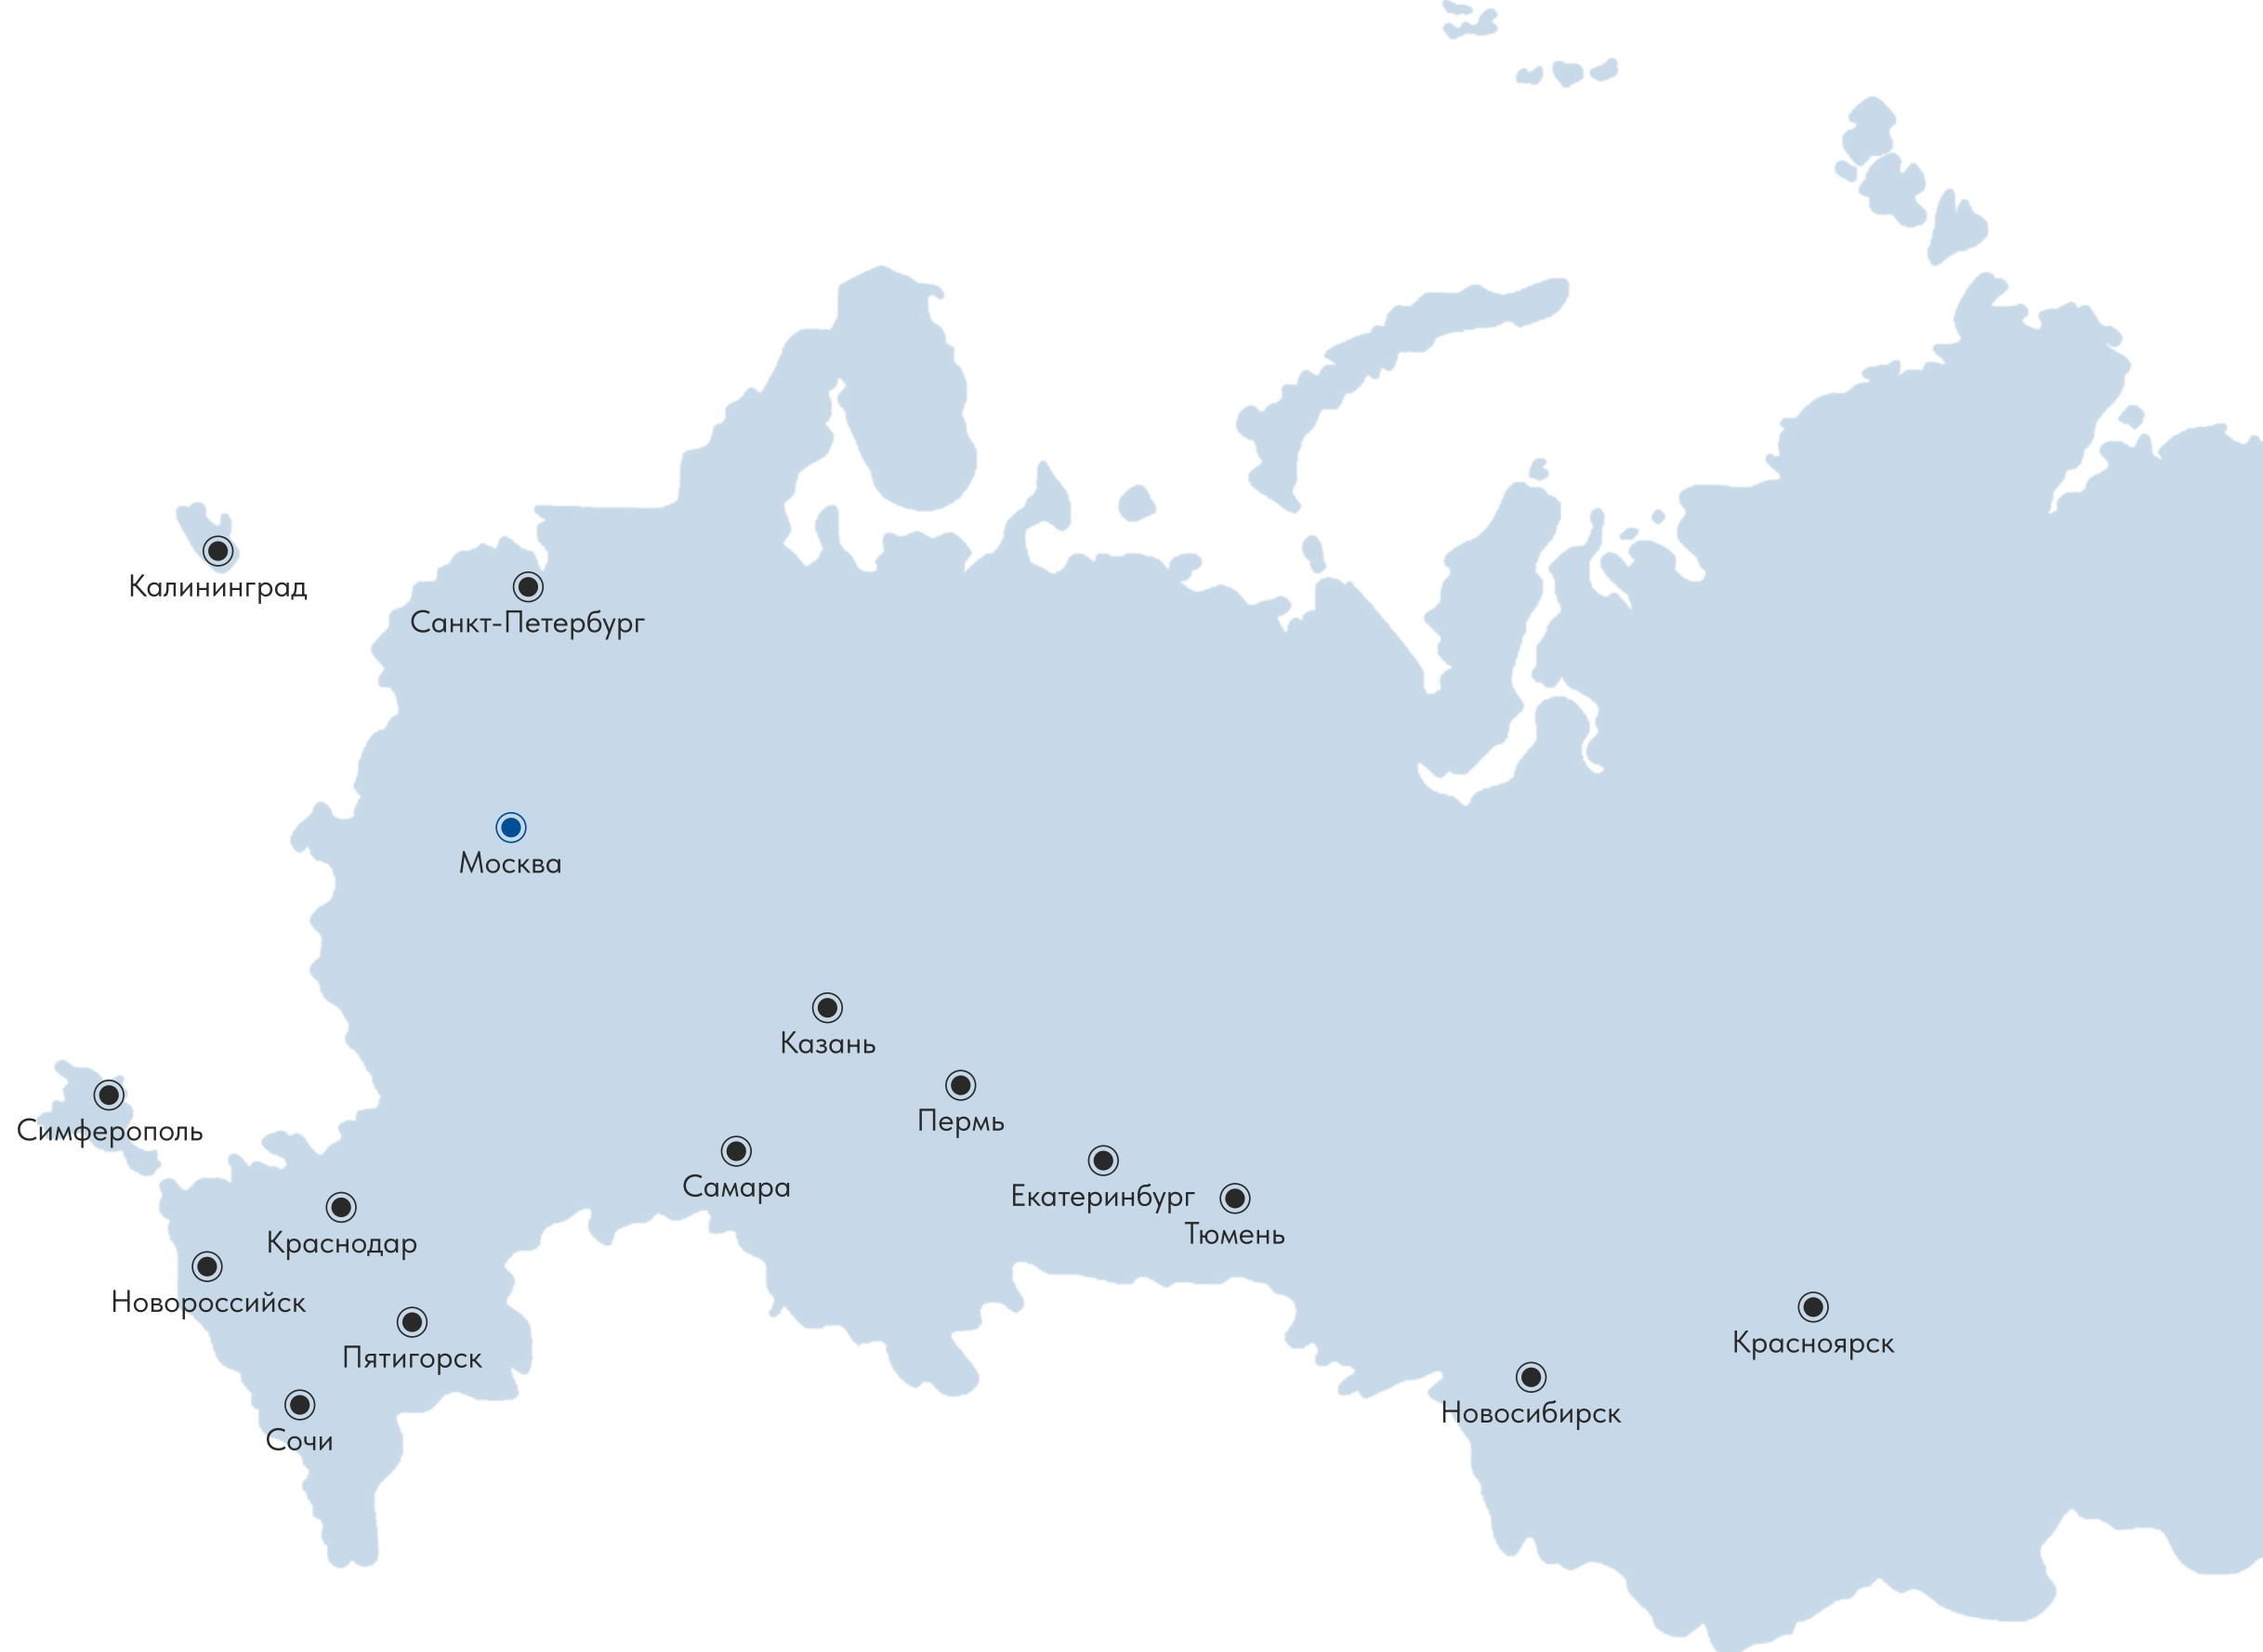 Калининград
Санкт-Петербург
Москва
Казань
Пермь
Симферополь
Самара
Екатеринбург
Тюмень
Краснодар
Новороссийск
Пятигорск
Красноярск
Новосибирск
Сочи